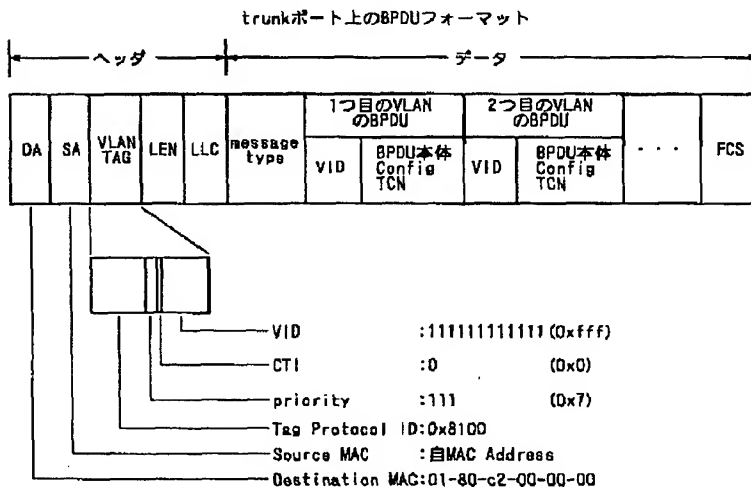 trunkポート上のBPDUフォーマット
ヘッダ
データ
DA
SA
VLAN
TAG
LEN
LLC
message
type
1つ目のVLAN
のBPDU
VID
BPDU本体
Config
TCN
2つ目のVLAN
のBPDU
VID
BPDU本体
Config
TCN
・・・
FCS
VID :111111111111(0xfff)
CTI :0 (0x0)
priority :111 (0x7)
Tag Protocol ID:0x8100
Source MAC :自MAC Address
Destination MAC:01-80-c2-00-00-00